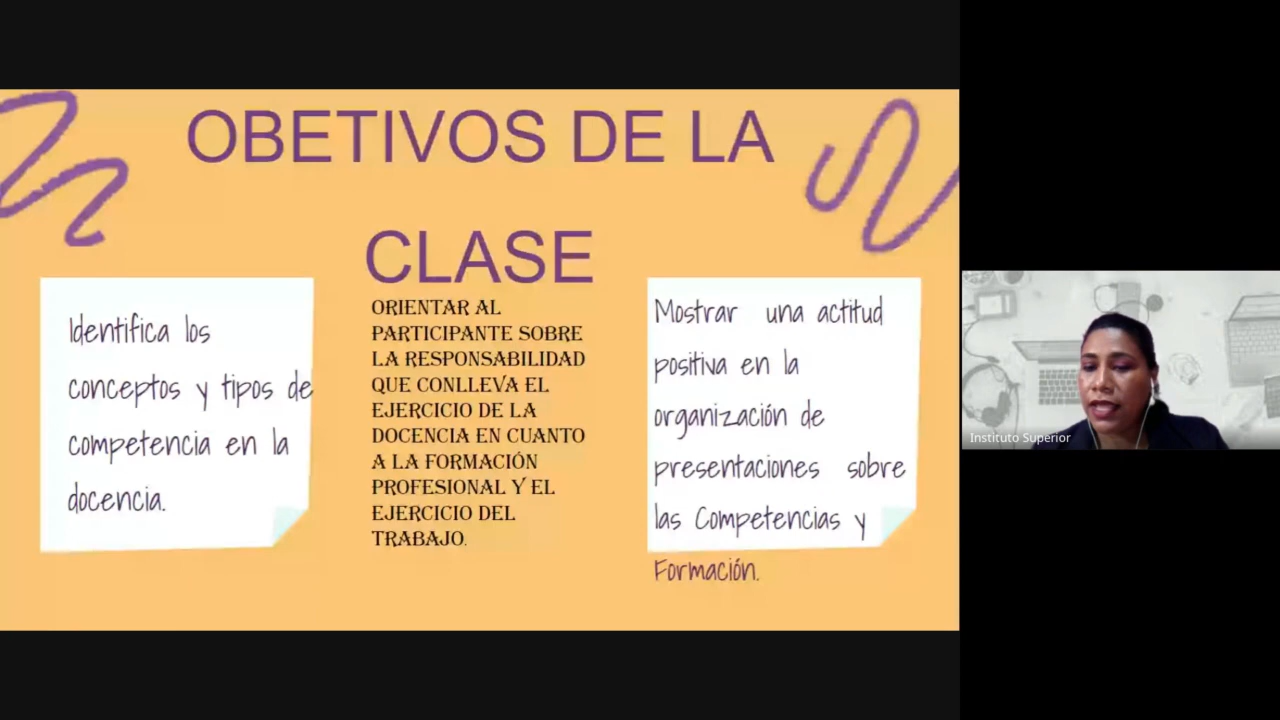 OBETIVOS DE LA
CLASE
Identifica los
conceptos y tipos de
competencia en la
docencia.
ORIENTAR AL
PARTICIPANTE SOBRE
LA RESPONSABILIDAD
QUE CONLLEVA EL
EJERCICIO DE LA
DOCENCIA EN CUANTO
A LA FORMACIÓN
PROFESIONAL Y EL
EJERCICIO DEL
TRABAJO.
Mostrar una actitud
positiva en la
organización de
presentaciones sobre
las Competencias y
Formación.
Instituto Superior